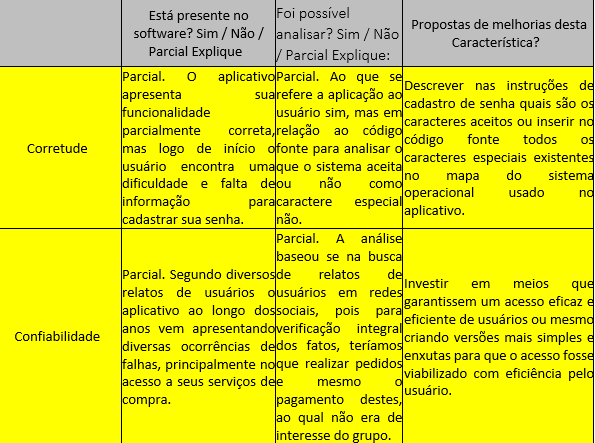 Está presente no
software? Sim / Não /
Parcial Explique
Foi possível
analisar? Sim / Não
/ Parcial Explique:
Propostas de melhorias desta
Característica?
Corretude
Parcial. O aplicativo
apresenta sua
funcionalidade
parcialmente correta,
mas logo de início o
usuário encontra uma
dificuldade e falta de
informação para
cadastrar sua senha.
Parcial. Ao que se
refere a aplicação ao
usuário sim, mas em
relação ao código
fonte para analisar o
que o sistema aceita
ou não como
caractere especial
não.
Descrever nas instruções de
cadastro de senha quais são os
caracteres aceitos ou inserir no
código fonte todos os
caracteres especiais existentes
no mapa do sistema
operacional usado no
aplicativo.
Confiabilidade
Parcial. Segundo diversos
relatos de usuários o
aplicativo ao longo dos
anos vem apresentando
diversas ocorrências de
falhas, principalmente no
acesso a seus serviços de
compra.
Parcial. A análise
baseou se na busca
de relatos de
usuários em redes
sociais, pois para
verificação integral
dos fatos, teríamos
que realizar pedidos
e mesmo o
pagamento destes,
ao qual não era de
interesse do grupo.
Investir em meios que
garantissem um acesso eficaz e
eficiente de usuários ou mesmo
criando versões mais simples e
enxutas para que o acesso fosse
viabilizado com eficiência pelo
usuário.